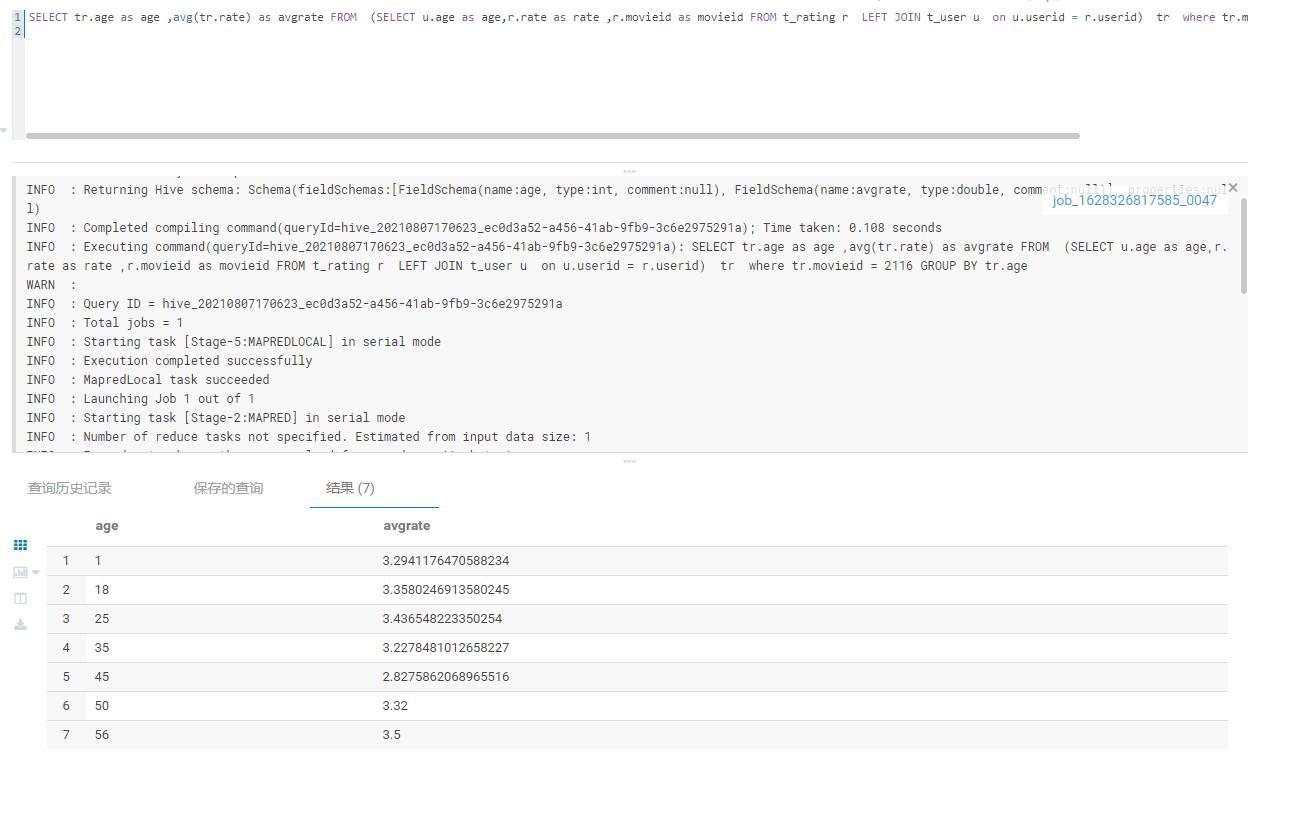 1 SELECT tr.age as age ,avg(tr.rate) as avgrate FROM  (SELECT u.age as age,r.rate as rate ,r.movieid as movieid FROM t_rating r  LEFT JOIN t_user u  on u.userid = r.userid)  tr  where tr.m
2
INFO  : Returning Hive schema: Schema(fieldSchemas:[FieldSchema(name:age, type:int, comment:null), FieldSchema(name:avgrate, type:double, comment:null)], properties:nul
l)
job_1628326817585_0047
INFO  : Completed compiling command(queryId=hive_20210807170623_ec0d3a52-a456-41ab-9fb9-3c6e2975291a); Time taken: 0.108 seconds
INFO  : Executing command(queryId=hive_20210807170623_ec0d3a52-a456-41ab-9fb9-3c6e2975291a): SELECT tr.age as age ,avg(tr.rate) as avgrate FROM  (SELECT u.age as age,r.
rate as rate ,r.movieid as movieid FROM t_rating r  LEFT JOIN t_user u  on u.userid = r.userid)  tr  where tr.movieid = 2116 GROUP BY tr.age
WARN  :
INFO  : Query ID = hive_20210807170623_ec0d3a52-a456-41ab-9fb9-3c6e2975291a
INFO  : Total jobs = 1
INFO  : Starting task [Stage-5:MAPREDLOCAL] in serial mode
INFO  : Execution completed successfully
INFO  : MapredLocal task succeeded
INFO  : Launching Job 1 out of 1
INFO  : Starting task [Stage-2:MAPRED] in serial mode
INFO  : Number of reduce tasks not specified. Estimated from input data size: 1
查询历史记录 保存的查询 结果 (7)
age avgrate
1 1 3.2941176470588234
2 18 3.3580246913580245
3 25 3.436548223350254
4 35 3.2278481012658227
5 45 2.8275862068965516
6 50 3.32
7 56 3.5